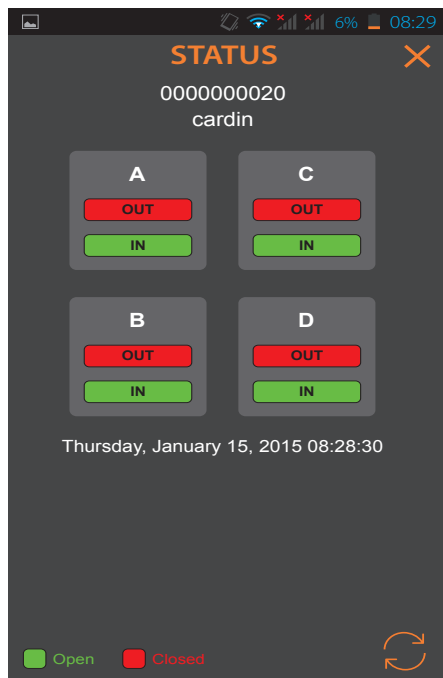 6% 08:29
STATUS
0000000020
cardin
A
OUT
IN
C
OUT
IN
B
OUT
IN
D
OUT
IN
Thursday, January 15, 2015 08:28:30
Open
Closed